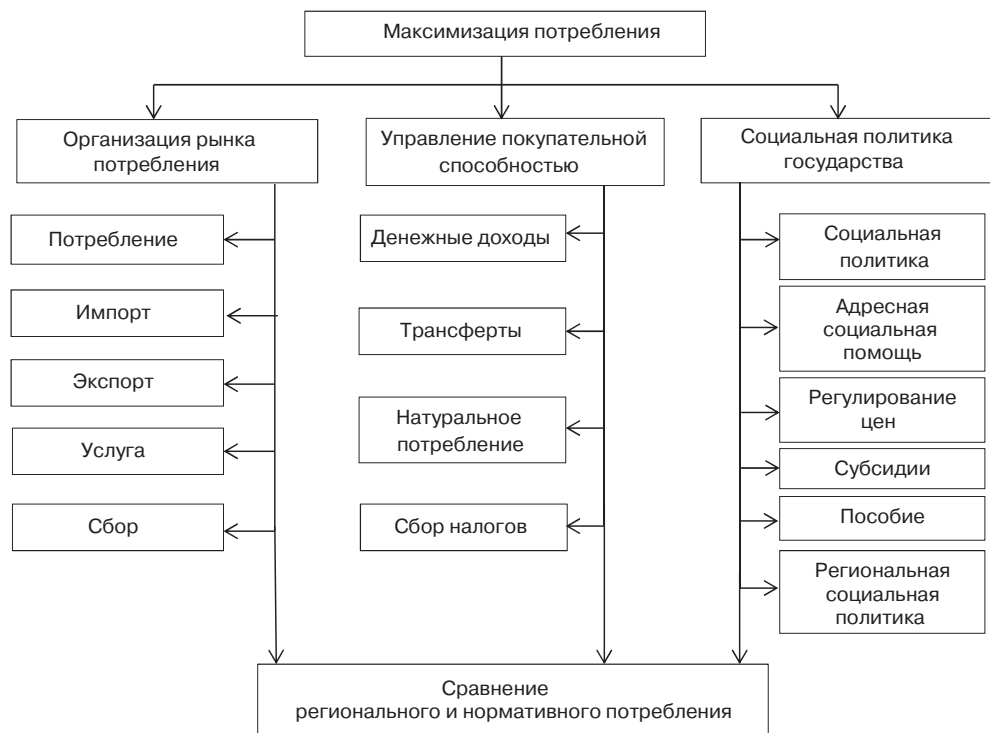 Максимизация потребления
Организация рынка
потребления
Управление покупательной
способностью
Социальная политика
государства
Потребление
Импорт
Экспорт
Услуга
Сбор
Денежные доходы
Трансферты
Натуральное
потребление
Сбор налогов
Социальная
политика
Адресная
социальная
помощь
Регулирование
цен
Субсидии
Пособие
Региональная
социальная
политика
Сравнение
регионального и нормативного потребления